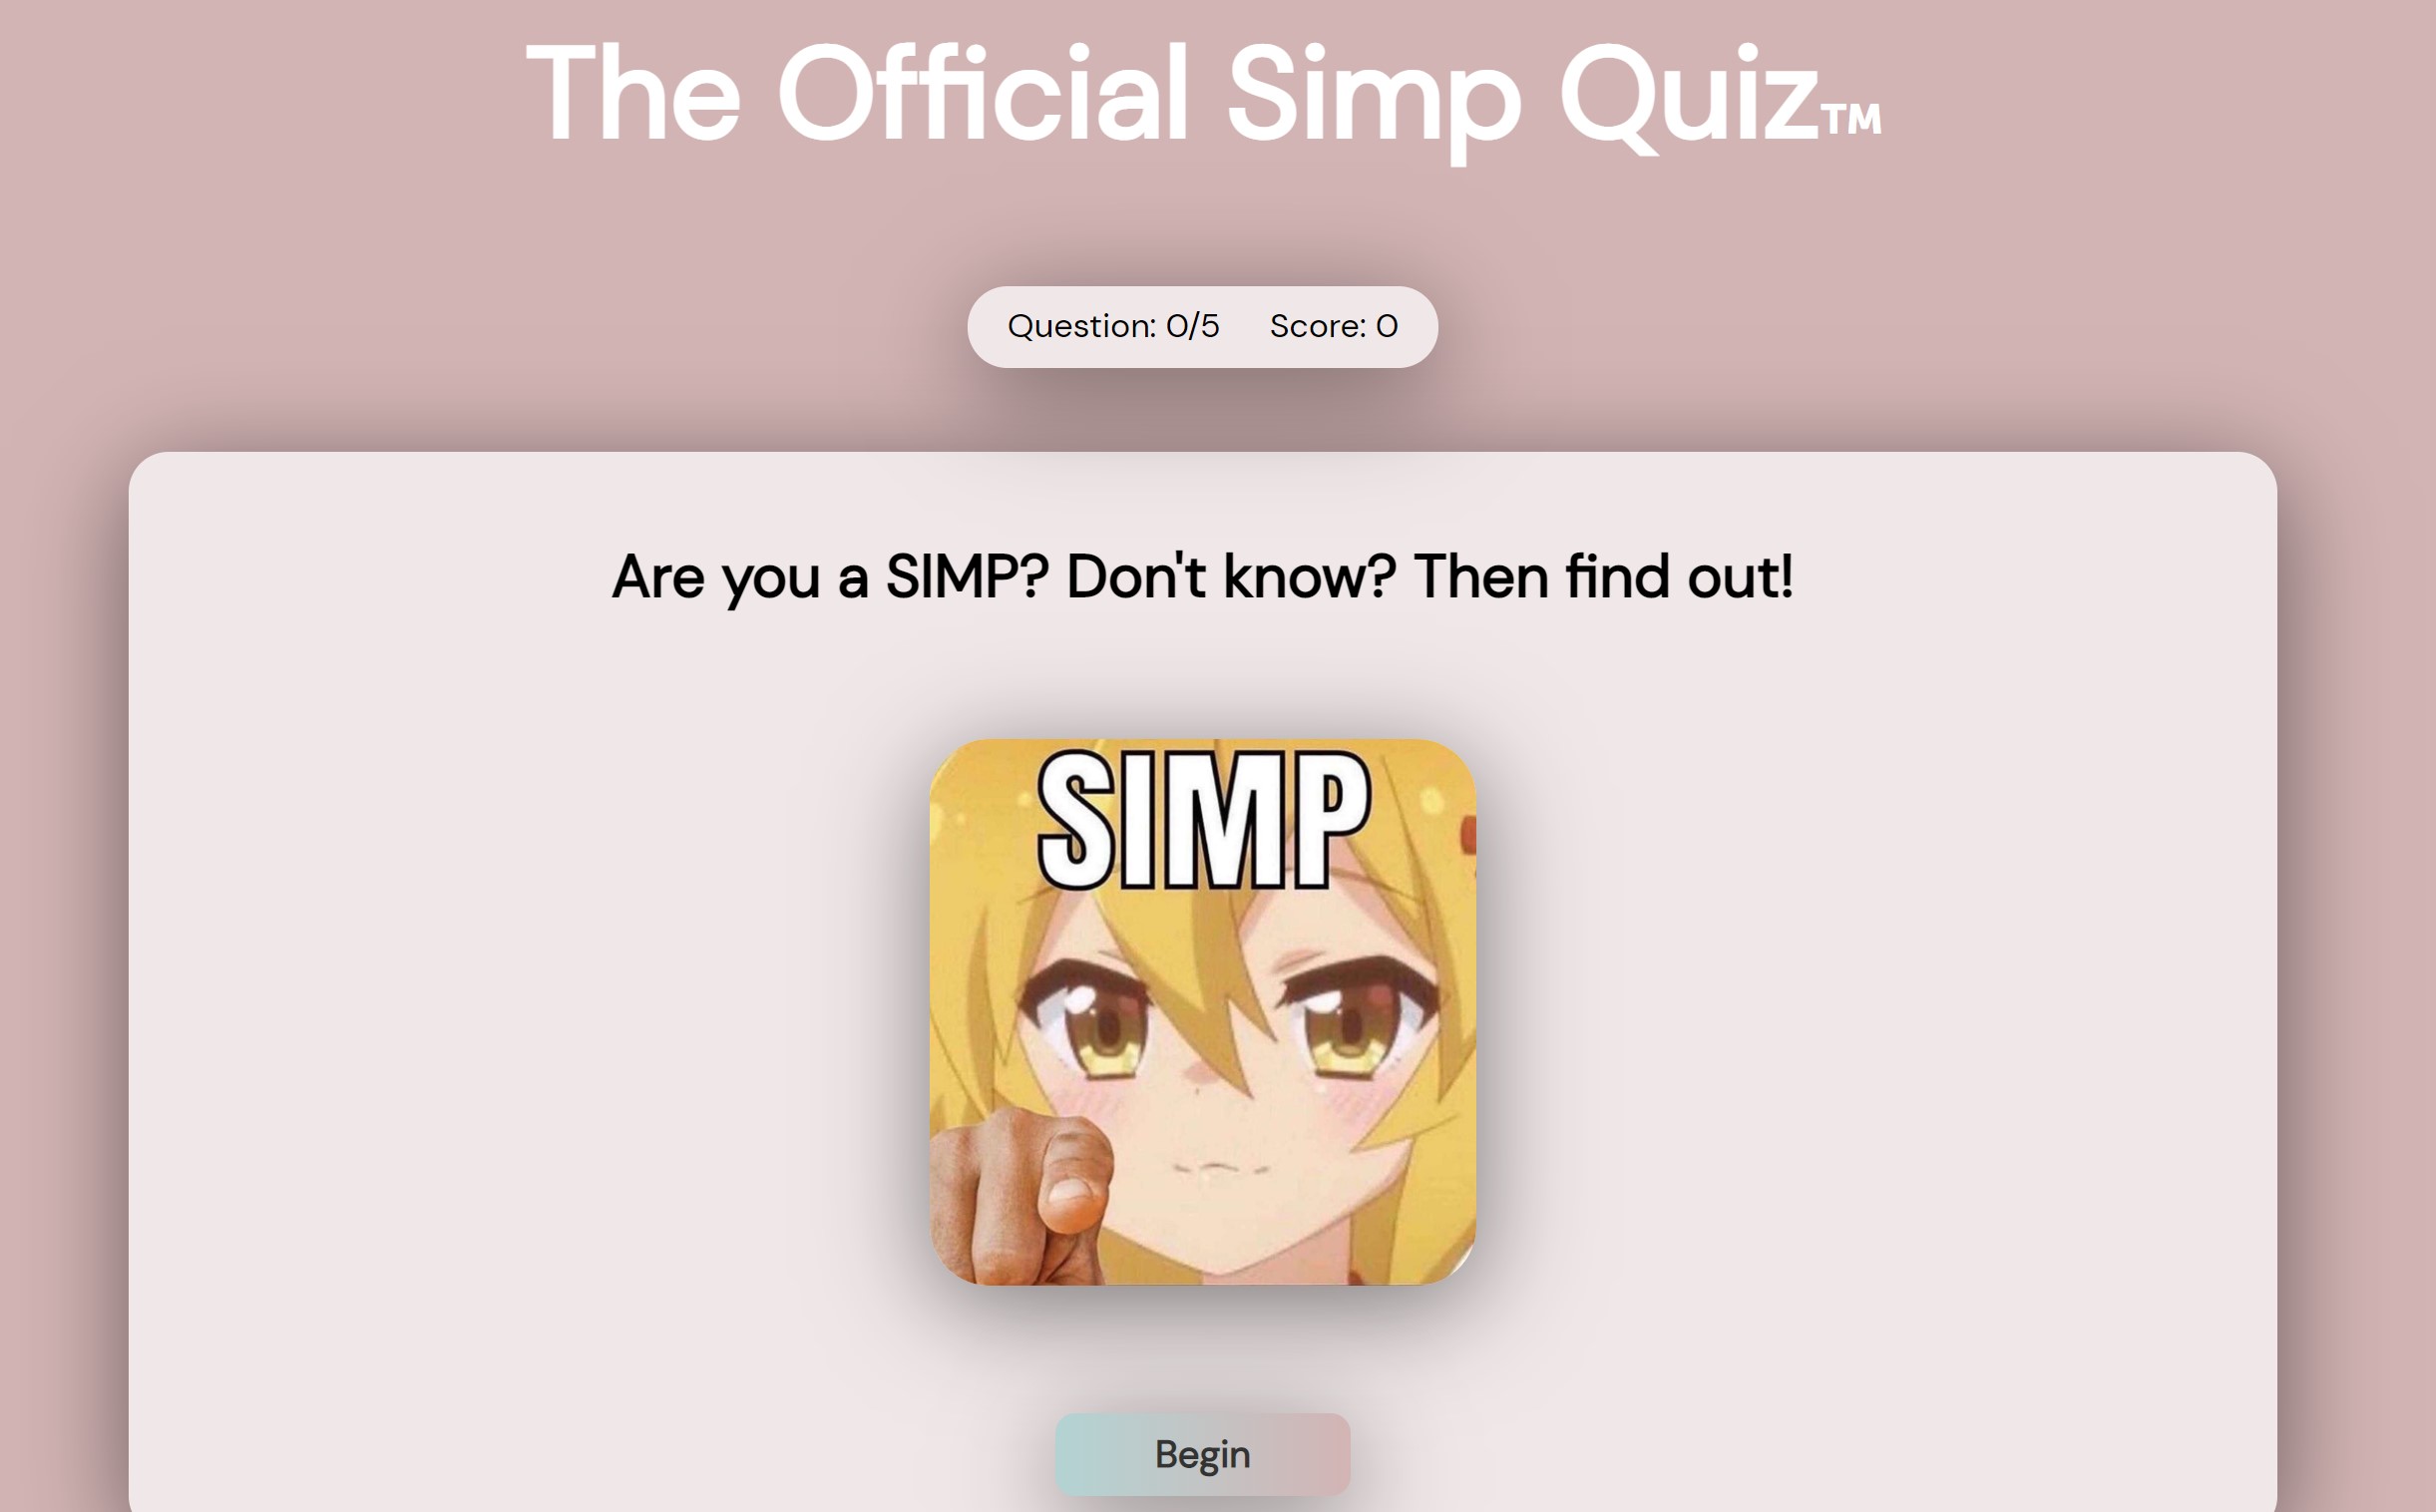 The Official Simp Quiz™
Question: 0/5 Score: 0
Are you a SIMP? Don't know? Then find out!
SIMP
Begin